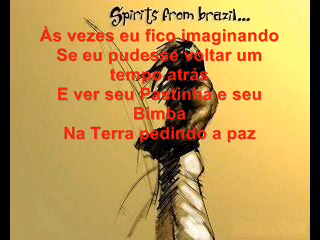 Spirits from brazil...
Às vezes eu fico imaginando
Se eu pudesse voltar um
tempo atrás
E ver seu Pastinha e seu
Bimba
Na Terra pedindo a paz